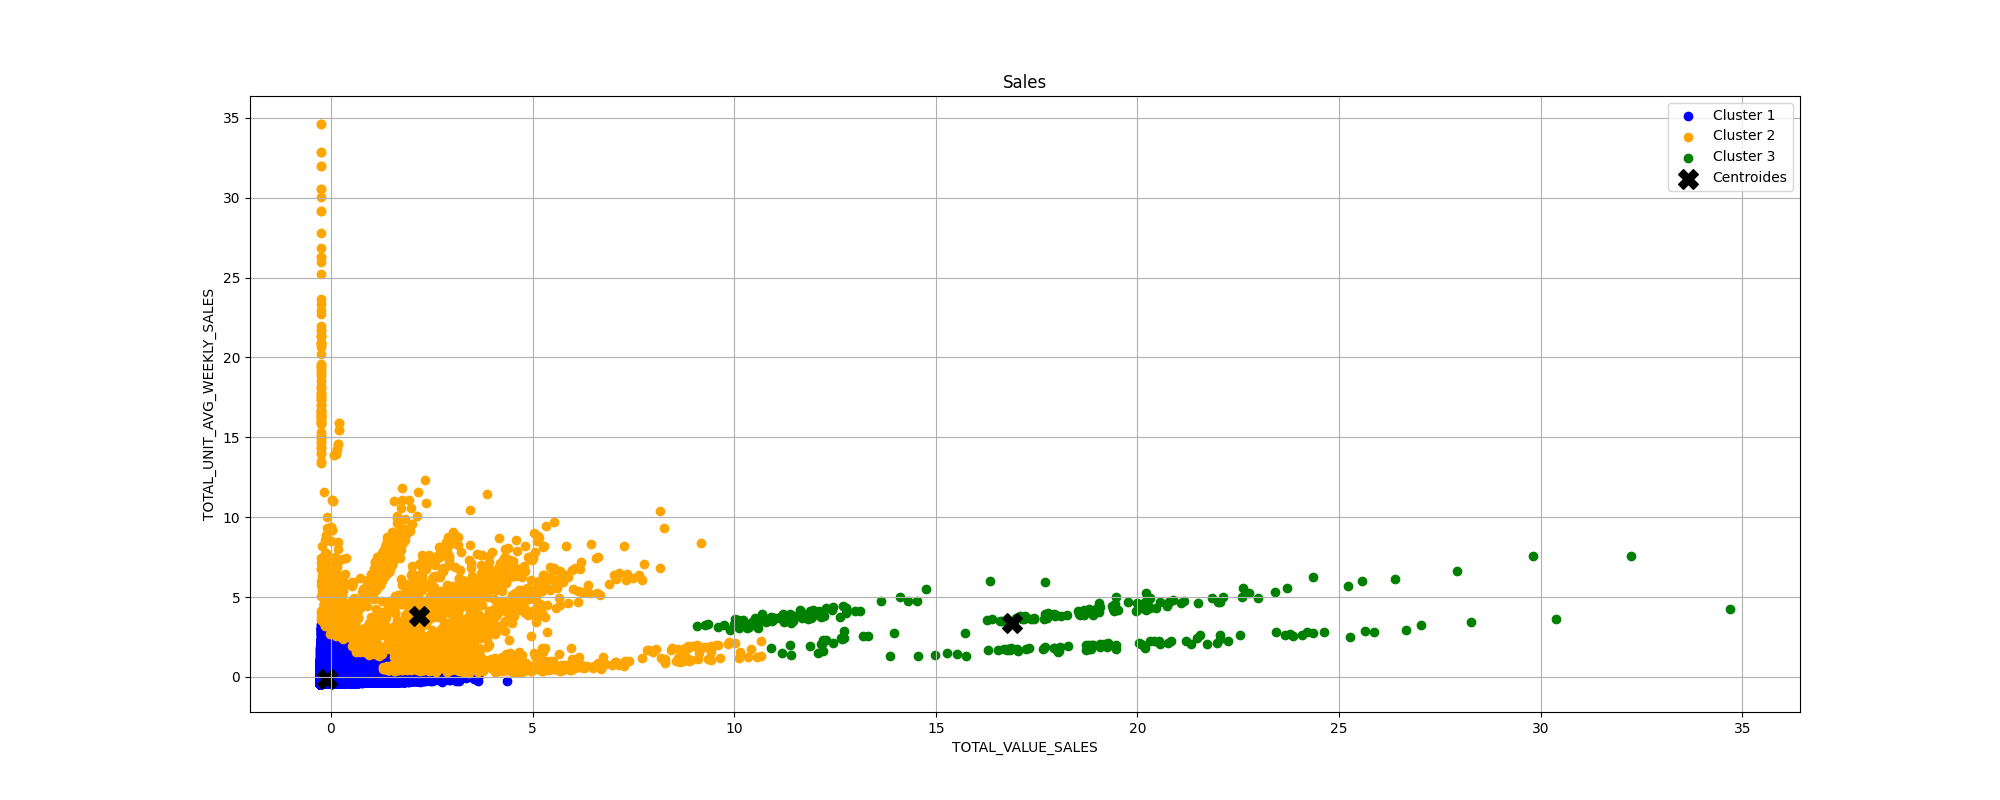 Sales
Cluster 1
Cluster 2
Cluster 3
Centroides
35
30
25
20
15
10
5
0
TOTAL_UNIT_AVG_WEEKLY_SALES
0 5 10 15 20 25 30 35
TOTAL_VALUE_SALES